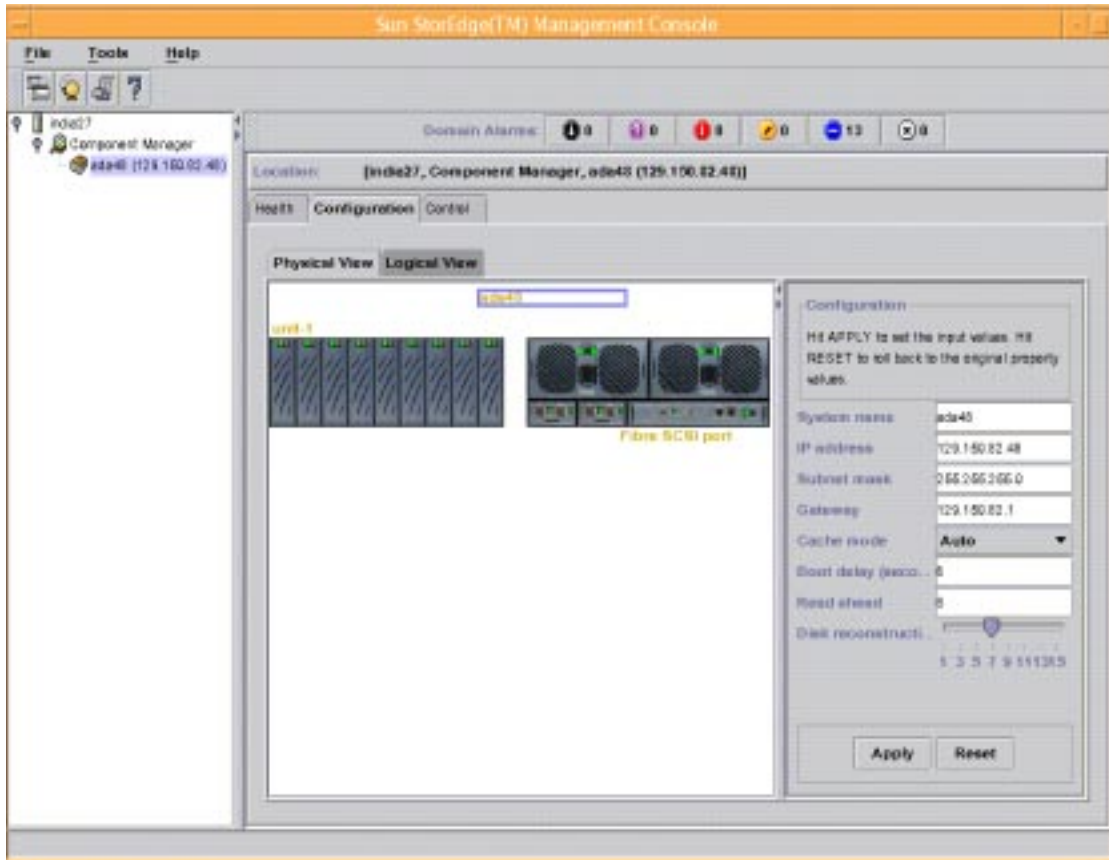 Sun StorEdge(TM) Management Console
File Tools Help
india27
Component Manager
ada48 (129.150.82.48)
Domain Alarms: 0 0 0 0 13 0
Location: [india27, Component Manager, ada48 (129.150.82.48)]
Health Configuration Control
Physical View Logical View
ada48
unit-1
Fibre SCSI port
Configuration
Hit APPLY to set the input values. Hit
RESET to roll back to the original property
values.
System name ada48
IP address 129.150.82.48
Subnet mask 255.255.255.0
Gateway 129.150.82.1
Cache mode Auto
Boot delay (seco... 6
Read ahead 8
Disk reconstructi...
1 3 5 7 9 11 13 15
Apply Reset